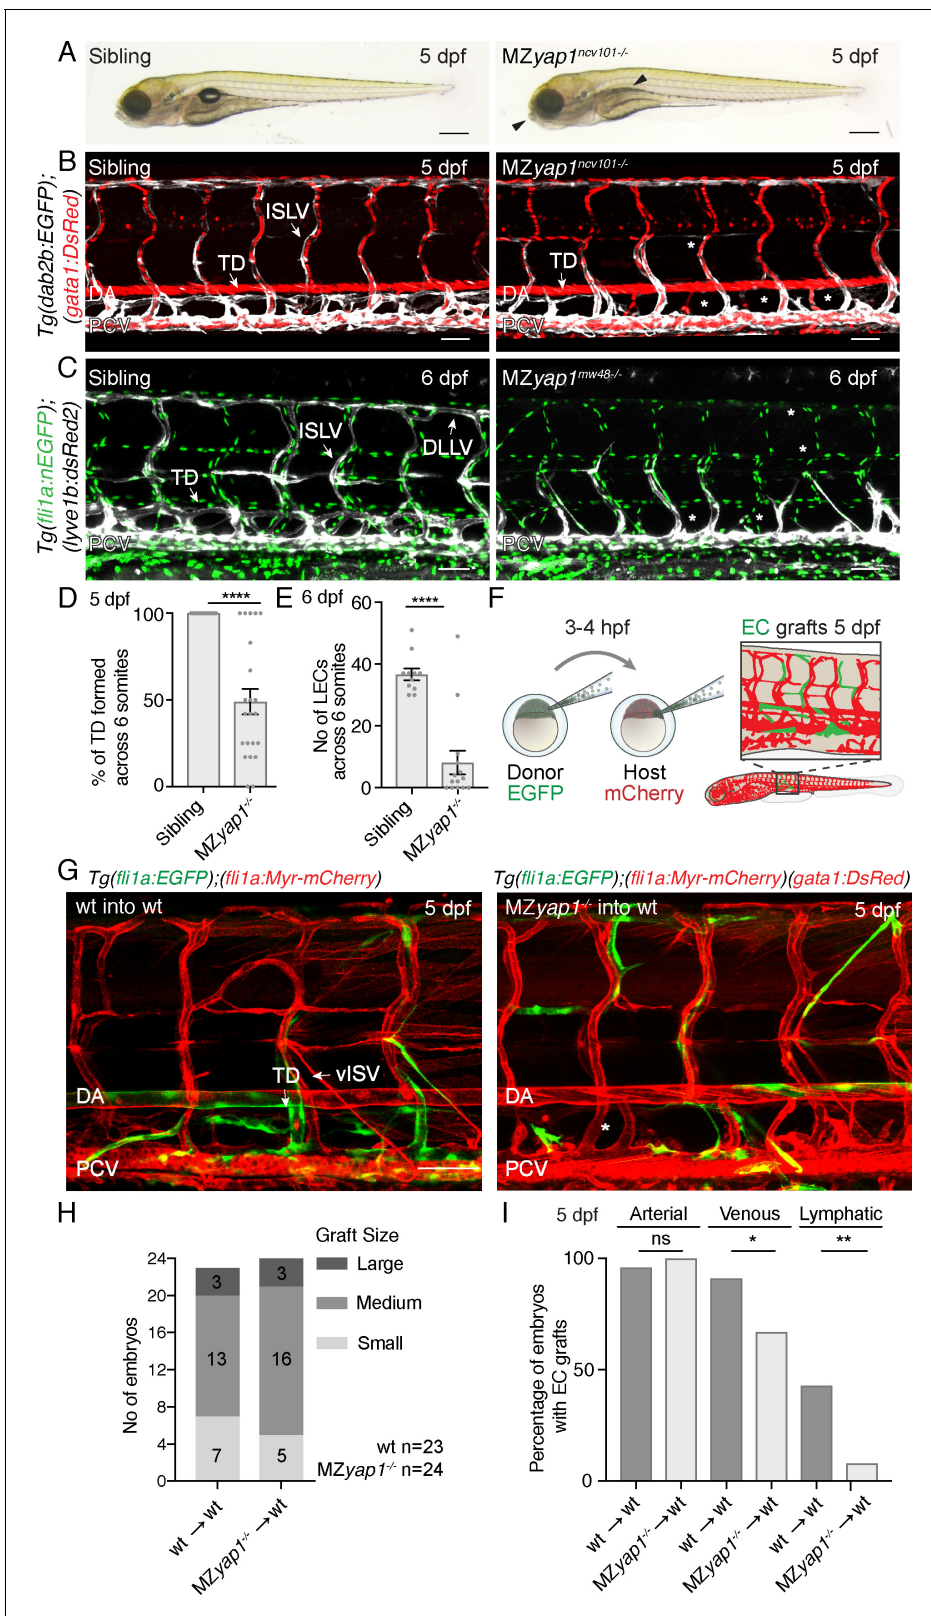 A
Sibling
5 dpf
MZyap1ncv101-/-
5 dpf
B
Tg(dab2b:EGFP);
(gata1:DsRed)
Sibling
5 dpf
ISLV
TD
DA
PCV
MZyap1ncv101-/-
5 dpf
TD
*
DA
* * *
PCV
C
Tg(fli1a:nEGFP);
(lyve1b:dsRed2)
Sibling
6 dpf
ISLV
DLLV
TD
PCV
MZyap1mw48-/-
6 dpf
*
*
* *
PCV
D
5 dpf
****
% of TD formed
across 6 somites
100
50
0
Sibling
MZyap1-/-
E
6 dpf
****
No of LECs
across 6 somites
60
40
20
0
Sibling
MZyap1-/-
F
3-4 hpf
Donor
EGFP
Host
mCherry
EC grafts 5 dpf
G
Tg(fli1a:EGFP);(fli1a:Myr-mCherry)
wt into wt
5 dpf
TD
vISV
DA
PCV
Tg(fli1a:EGFP);(fli1a:Myr-mCherry)(gata1:DsRed)
MZyap1-/- into wt
5 dpf
DA
*
PCV
H
Graft Size
Large
Medium
Small
No of embryos
24
20
16
12
8
4
0
3
13
7
3
16
5
wt n=23
MZyap1-/- n=24
wt →wt
MZyap1-/- →wt
I
5 dpf
Arterial
Venous
Lymphatic
ns
*
**
Percentage of embryos
with EC grafts
100
50
0
wt →wt
MZyap1-/- →wt
wt →wt
MZyap1-/- →wt
wt →wt
MZyap1-/- →wt